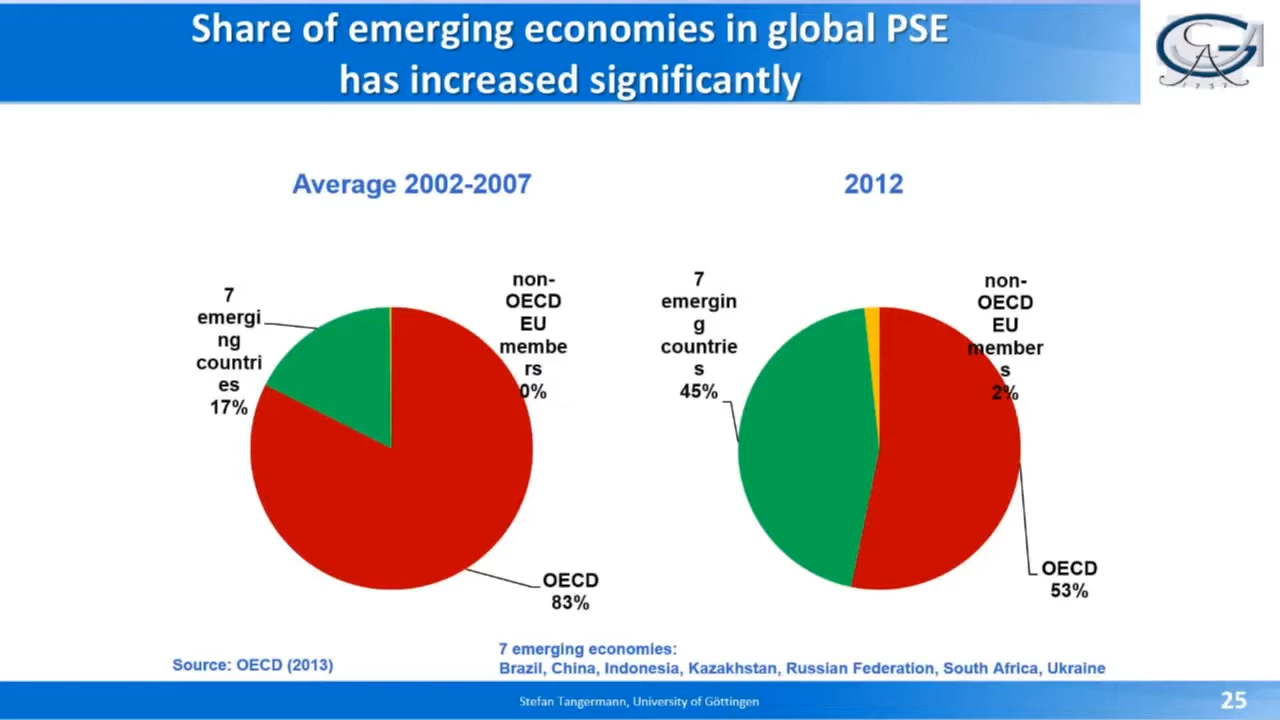 Share of emerging economies in global PSE
has increased significantly
Average 2002-2007
2012
7
emergi
ng
countri
es
17%
non-
OECD
EU
membe
rs
0%
OECD
83%
7
emergin
g
countrie
s
45%
non-
OECD
EU
member
s
2%
OECD
53%
Source: OECD (2013)
7 emerging economies:
Brazil, China, Indonesia, Kazakhstan, Russian Federation, South Africa, Ukraine
Stefan Tangermann, University of Göttingen
25